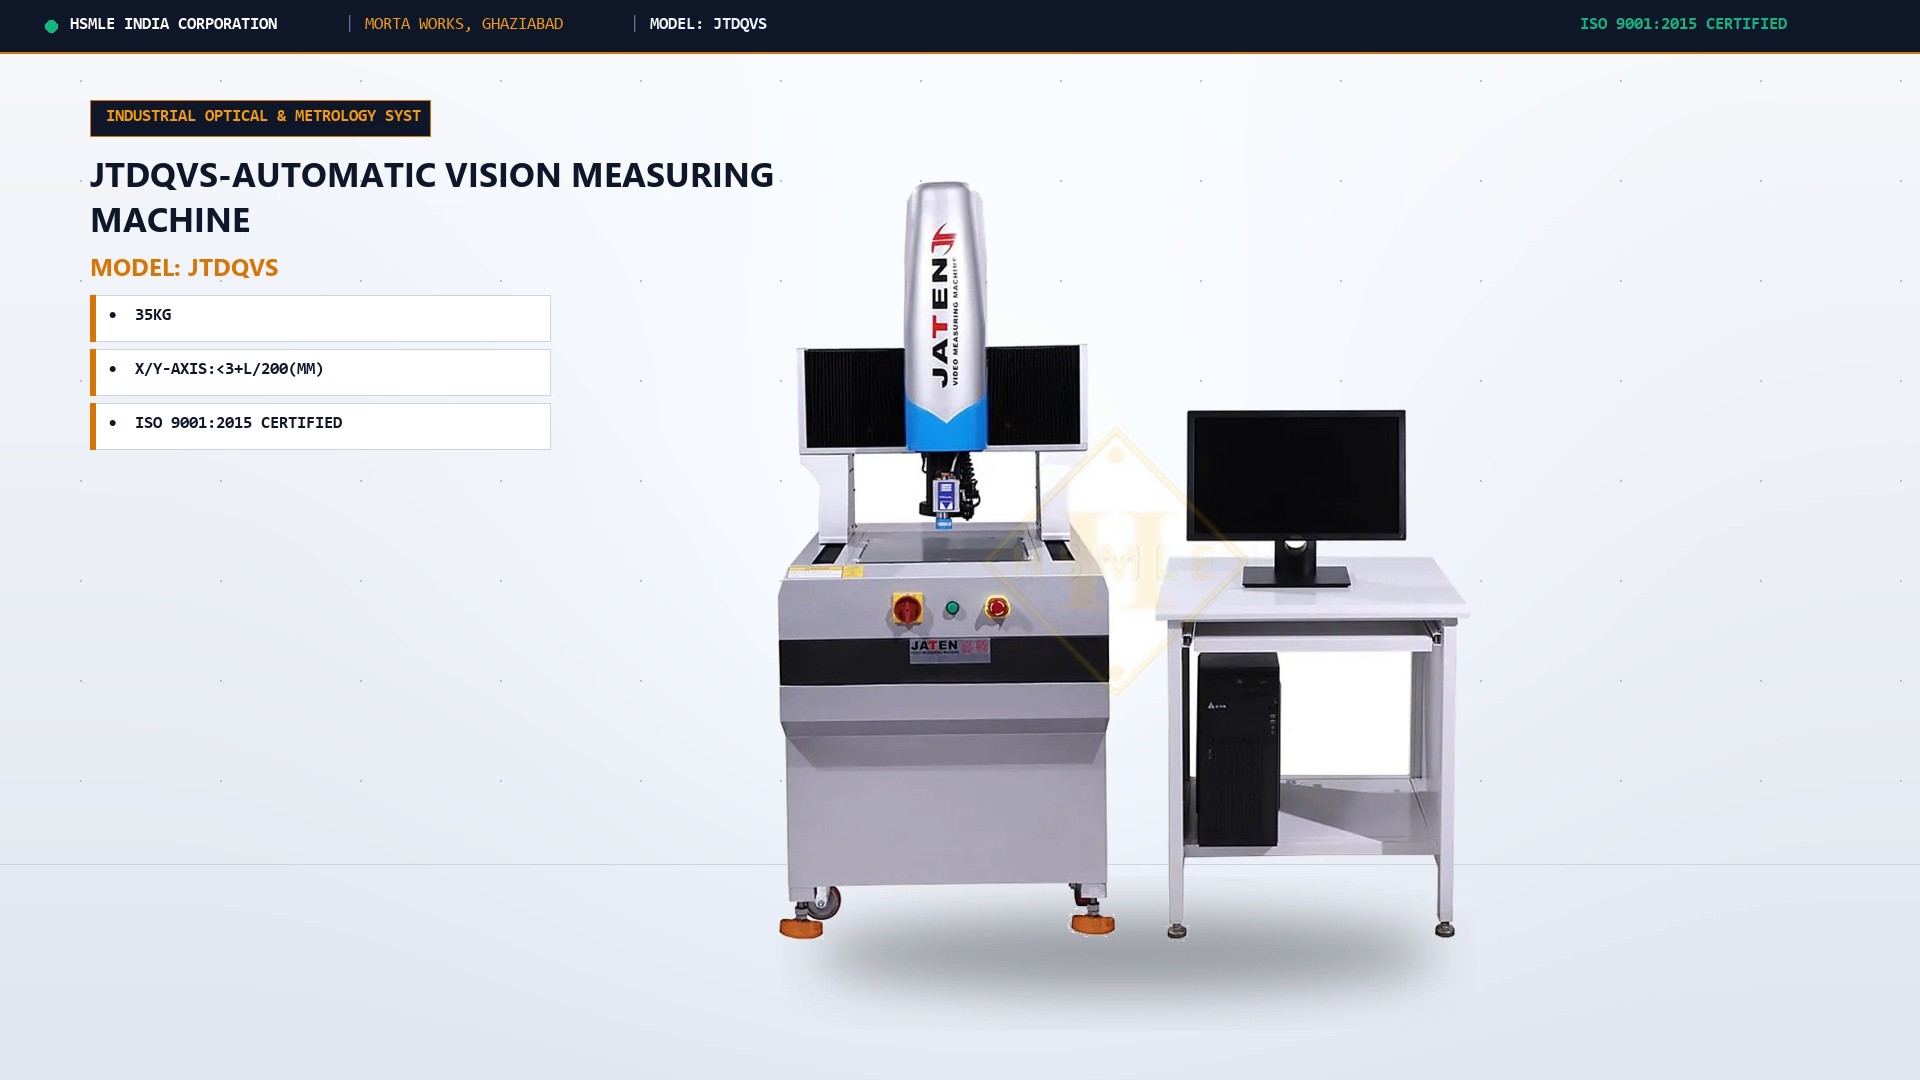 HSMLE INDIA CORPORATION
MORTA WORKS, GHAZIABAD
MODEL: JTDQVS
ISO 9001:2015 CERTIFIED
INDUSTRIAL OPTICAL & METROLOGY SYST
JTDQVS-AUTOMATIC VISION MEASURING
MACHINE
MODEL: JTDQVS
• 35KG
• X/Y-AXIS:<3+L/200(MM)
• ISO 9001:2015 CERTIFIED
JATEN
VIDEO MEASURING MACHINE
H
HSMLE
JATEN